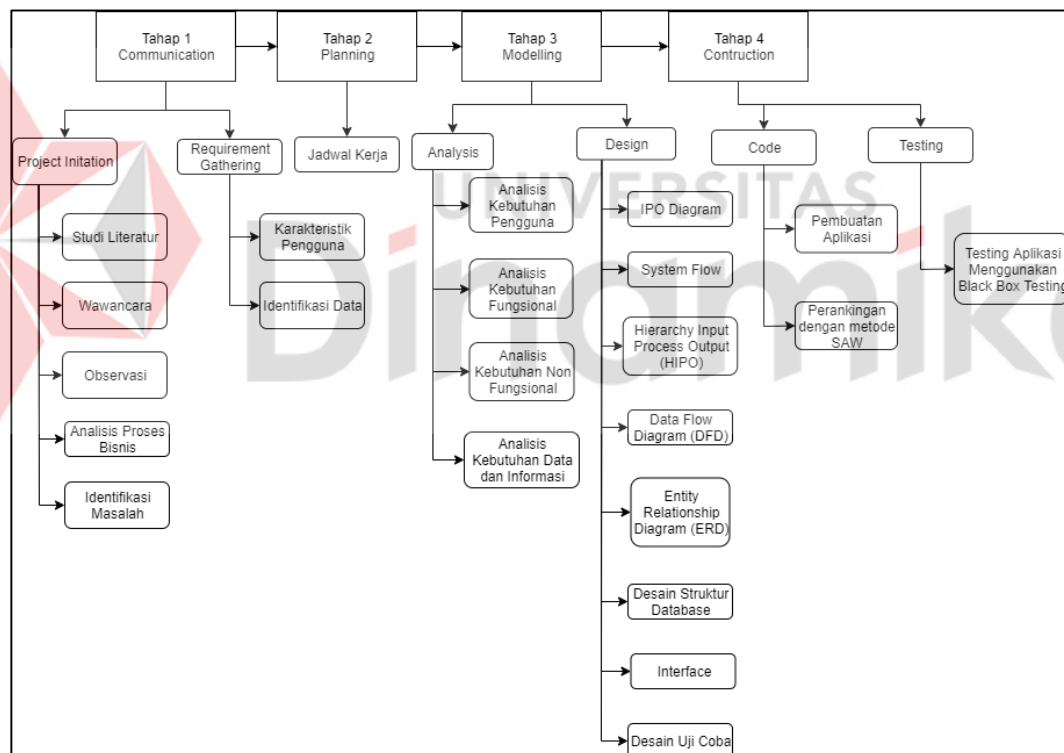 Tahap 1
Communication
Tahap 2
Planning
Tahap 3
Modelling
Tahap 4
Contruction
Project Initation
Requirement
Gathering
Jadwal Kerja
Analysis
Design
Code
Testing
Studi Literatur
Wawancara
Observasi
Analisis Proses
Bisnis
Identifikasi
Masalah
Karakteristik
Pengguna
Identifikasi Data
Analisis
Kebutuhan
Pengguna
Analisis
Kebutuhan
Fungsional
Analisis
Kebutuhan Non
Fungsional
Analisis
Kebutuhan Data
dan Informasi
IPO Diagram
System Flow
Hierarchy Input
Process Output
(HIPO)
Data Flow
Diagram (DFD)
Entity
Relationship
Diagram (ERD)
Desain Struktur
Database
Interface
Desain Uji Coba
Pembuatan
Aplikasi
Perankingan
dengan metode
SAW
Testing Aplikasi
Menggunakan
Black Box Testing
UNIVERSITAS
Dinamika